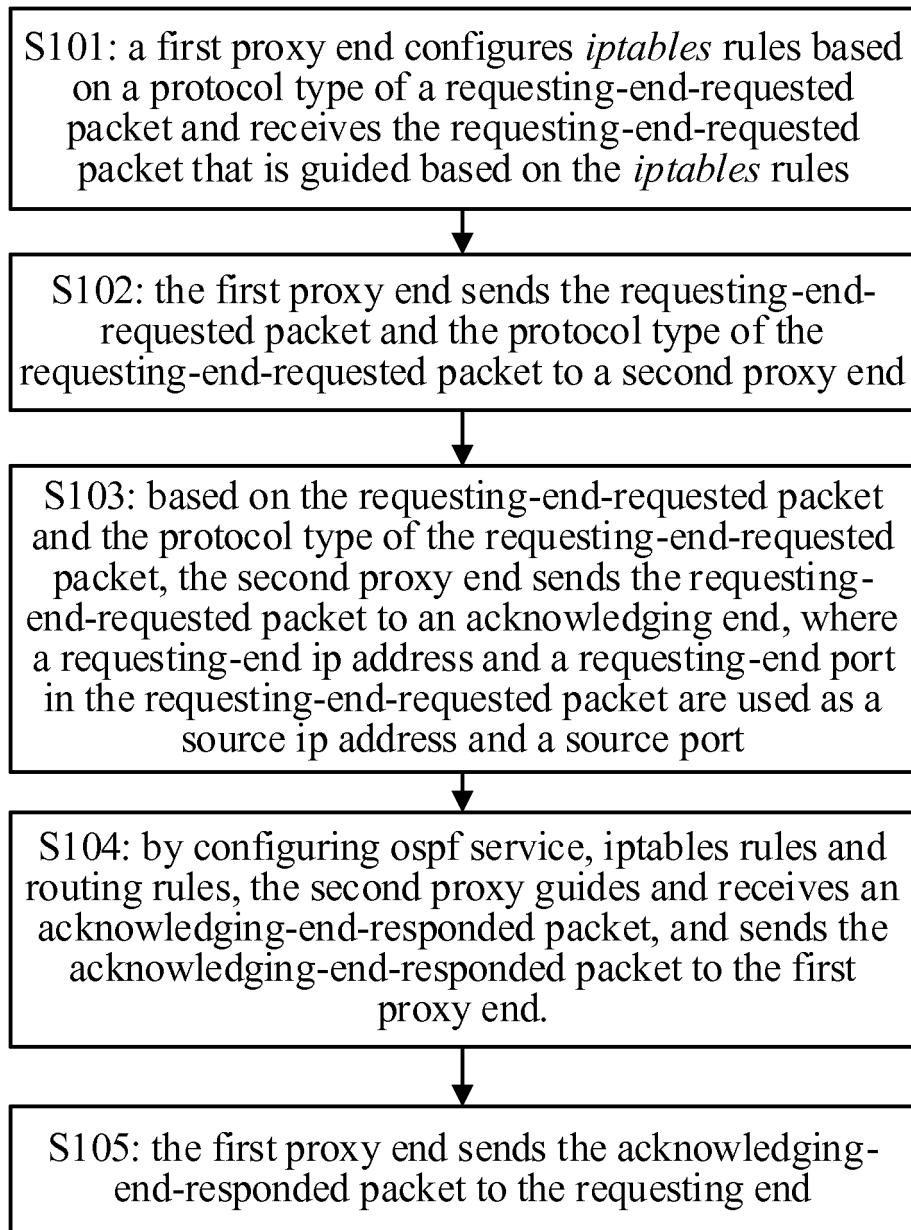 S101: a first proxy end configures iptables rules based
on a protocol type of a requesting-end-requested
packet and receives the requesting-end-requested
packet that is guided based on the iptables rules
S102: the first proxy end sends the requesting-end-
requested packet and the protocol type of the
requesting-end-requested packet to a second proxy end
S103: based on the requesting-end-requested packet
and the protocol type of the requesting-end-requested
packet, the second proxy end sends the requesting-
end-requested packet to an acknowledging end, where
a requesting-end ip address and a requesting-end port
in the requesting-end-requested packet are used as a
source ip address and a source port
S104: by configuring ospf service, iptables rules and
routing rules, the second proxy guides and receives an
acknowledging-end-responded packet, and sends the
acknowledging-end-responded packet to the first
proxy end.
S105: the first proxy end sends the acknowledging-
end-responded packet to the requesting end